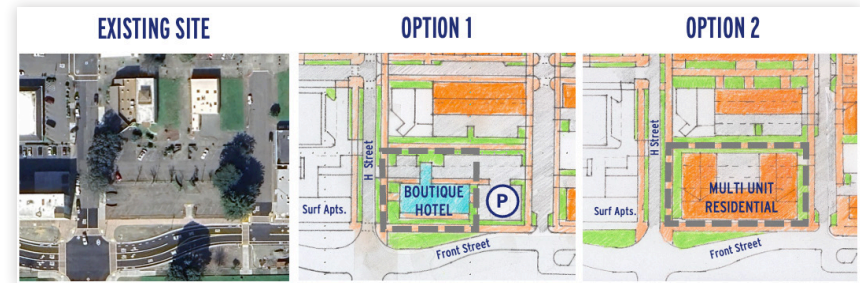 EXISTING SITE
OPTION 1
OPTION 2
H Street
Surf Apts.
BOUTIQUE
HOTEL
P
Front Street
H Street
Surf Apts.
MULTI UNIT
RESIDENTIAL
Front Street